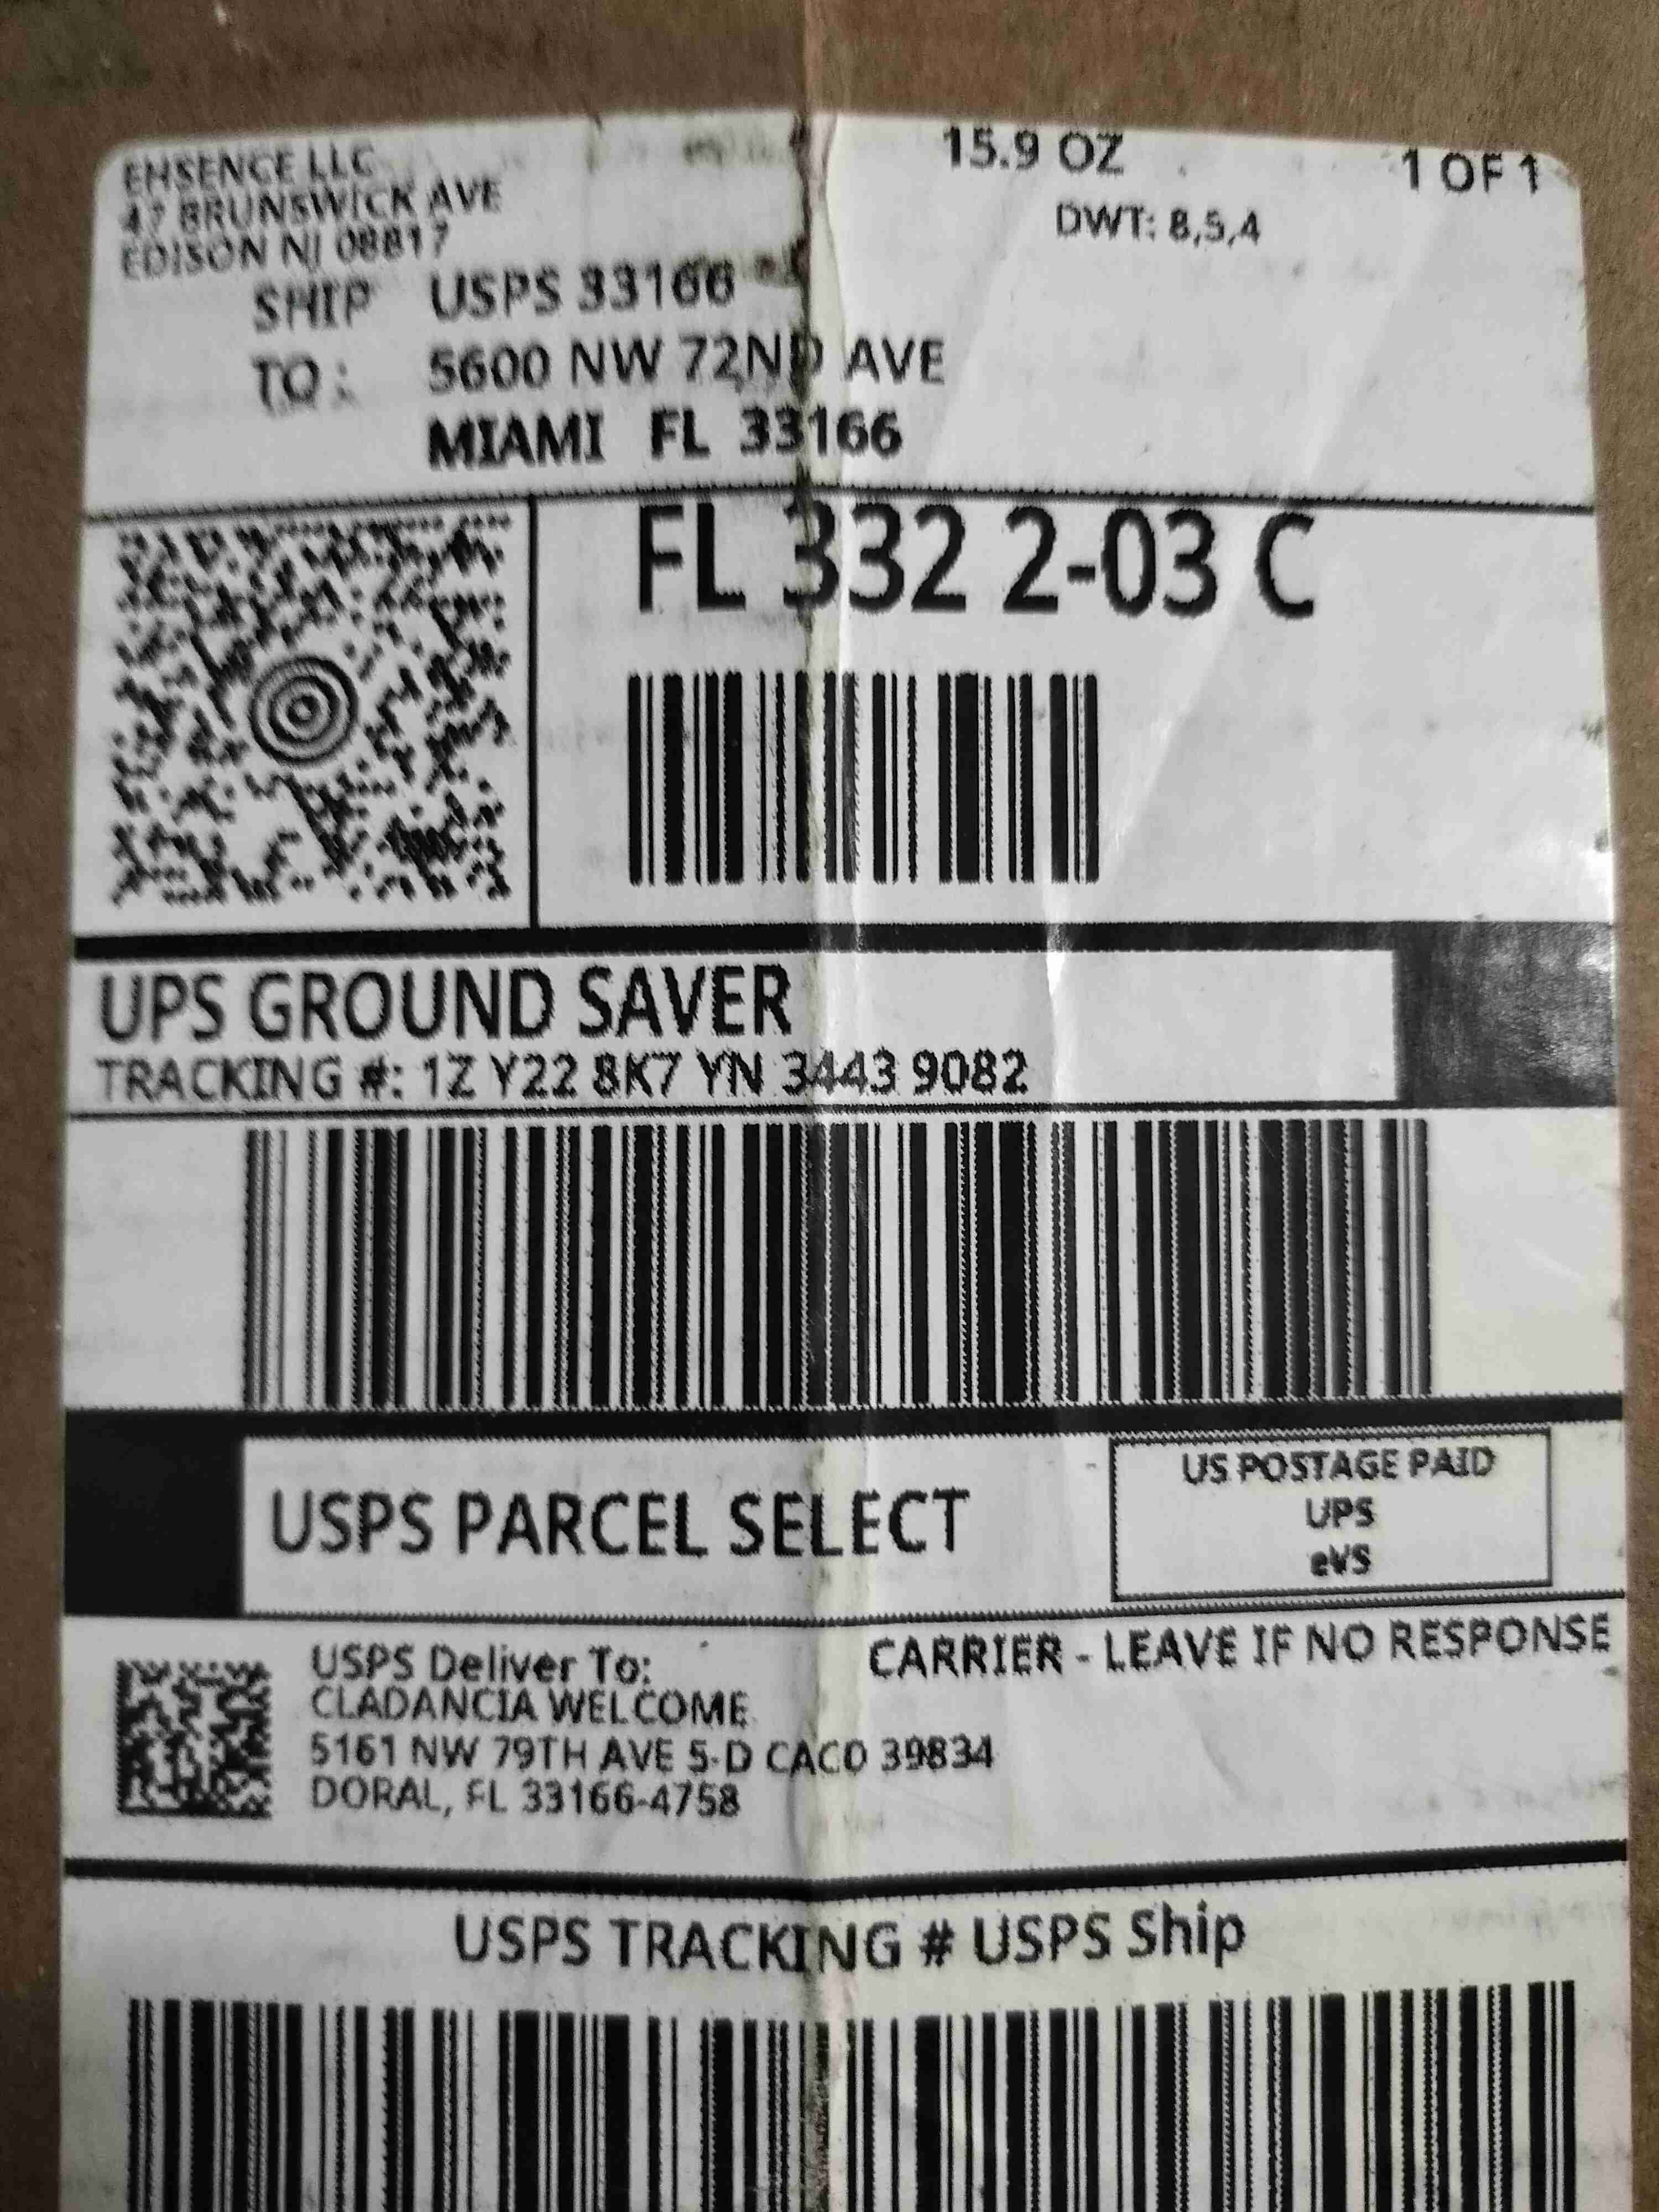 EHSENCE LLC
47 BRUNSWICK AVE
EDISON NJ 08817
15.9 OZ
1 OF 1
DWT: 8,5,4
SHIP TO:
USPS 33166
5600 NW 72ND AVE
MIAMI FL 33166
FL 332 2-03 C
UPS GROUND SAVER
TRACKING #: 1Z Y22 8K7 YN 3443 9082
USPS PARCEL SELECT
US POSTAGE PAID
UPS
eVS
USPS Deliver To:
CARRIER - LEAVE IF NO RESPONSE
CLADANCIA WELCOME
5161 NW 79TH AVE 5-D CACO 39834
DORAL, FL 33166-4758
USPS TRACKING # USPS Ship